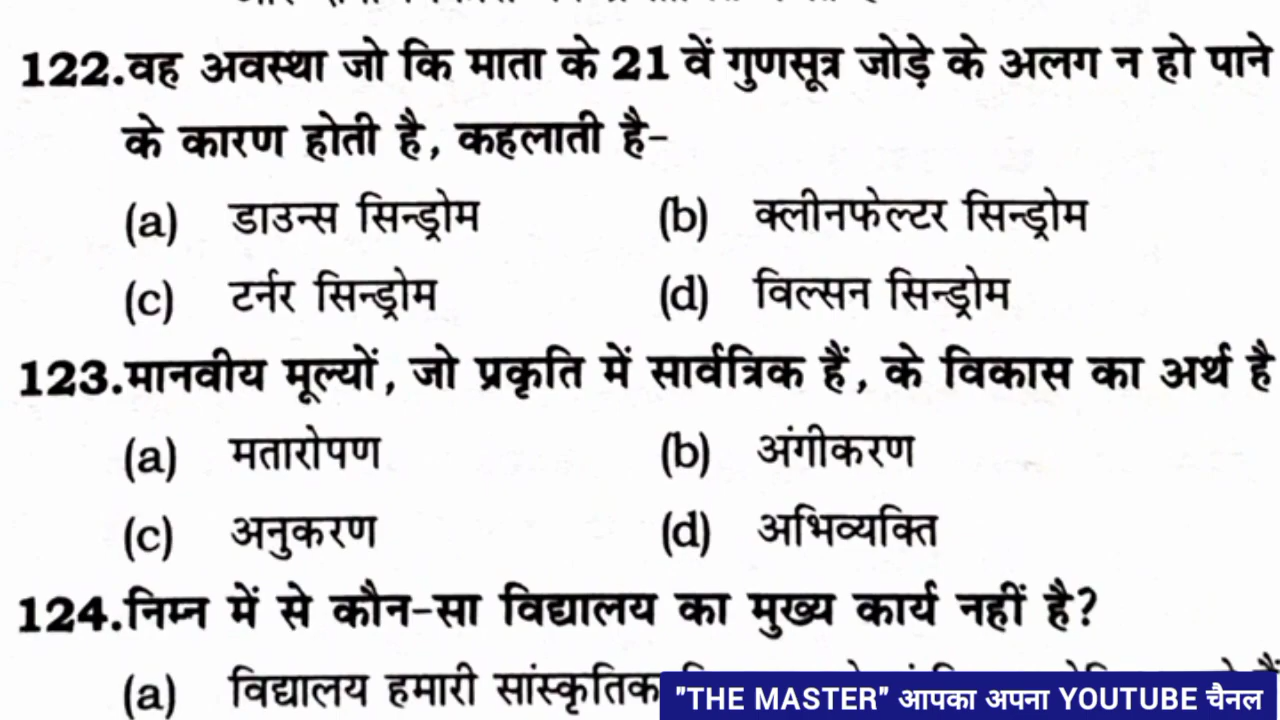 122.वह अवस्था जो कि माता के 21 वें गुणसूत्र जोड़े के अलग न हो पाने
के कारण होती है, कहलाती है-
(a) डाउन्स सिन्ड्रोम (b) क्लीनफेल्टर सिन्ड्रोम
(c) टर्नर सिन्ड्रोम (d) विल्सन सिन्ड्रोम
123.मानवीय मूल्यों, जो प्रकृति में सार्वत्रिक हैं, के विकास का अर्थ है
(a) मतारोपण (b) अंगीकरण
(c) अनुकरण (d) अभिव्यक्ति
124.निम्न में से कौन-सा विद्यालय का मुख्य कार्य नहीं है?
(a) विद्यालय हमारी सांस्कृतिक
"THE MASTER" आपका अपना YOUTUBE चैनल